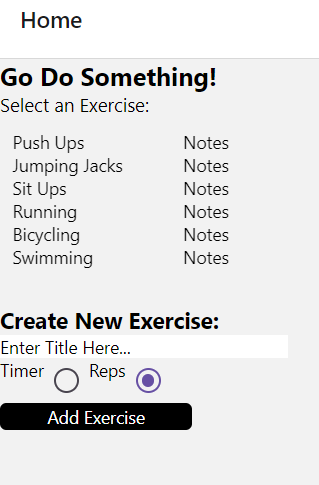 Home
Go Do Something!
Select an Exercise:
Push Ups Notes
Jumping Jacks Notes
Sit Ups Notes
Running Notes
Bicycling Notes
Swimming Notes
Create New Exercise:
Enter Title Here...
Timer Reps
Add Exercise